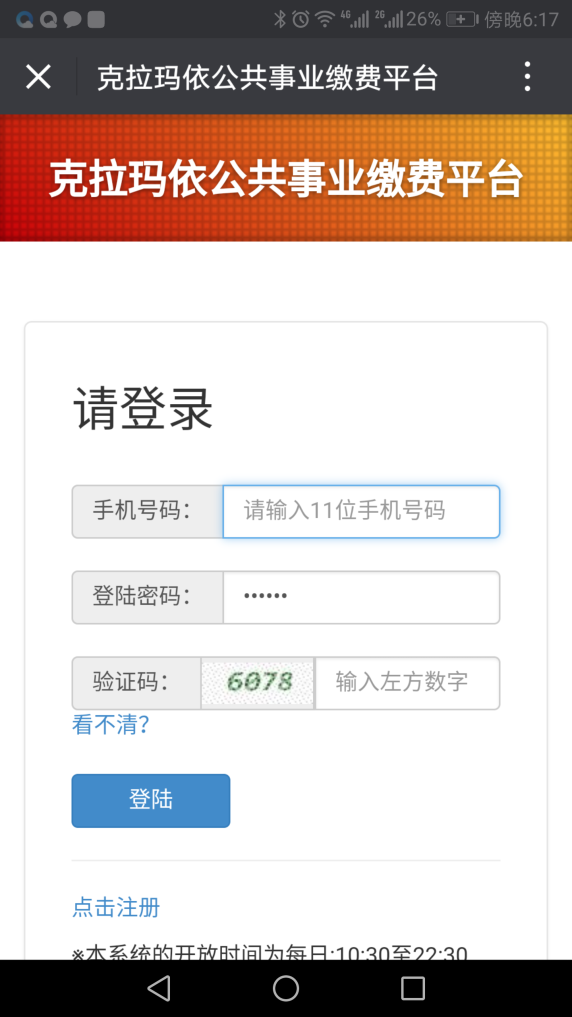 4G 2G 26% 傍晚6:17
克拉玛依公共事业缴费平台
克拉玛依公共事业缴费平台
请登录
手机号码： 请输入11位手机号码
登陆密码： ••••••
验证码： 6078 输入左方数字
看不清?
登陆
点击注册
※本系统的开放时间为每日:10:30至22:30